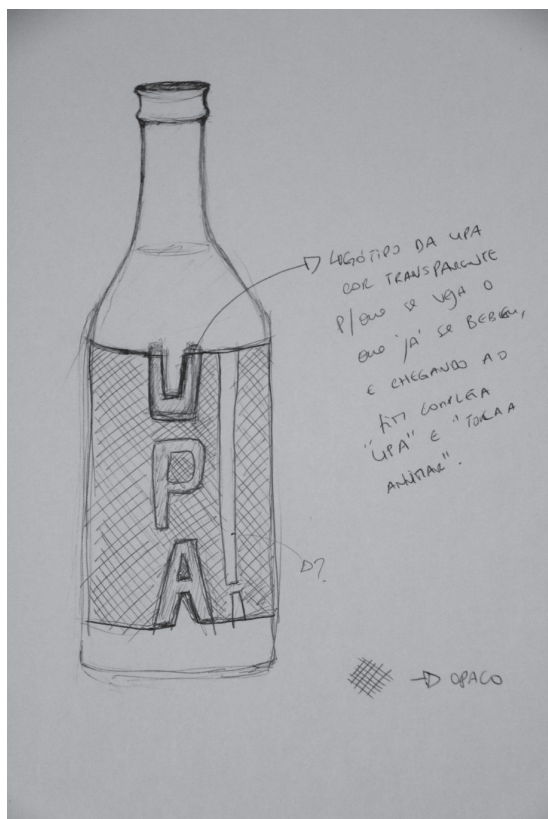 UPA!
LOGÓTIPO DA UPA
COR TRANSPARENTE
P/ QUE SE VEJA O
QUE 'JÁ' SE BEBEU,
E CHEGANDO AO
FIM COMPLETA
"UPA" E "TOCA A
ANIMAR".
?
OPACO